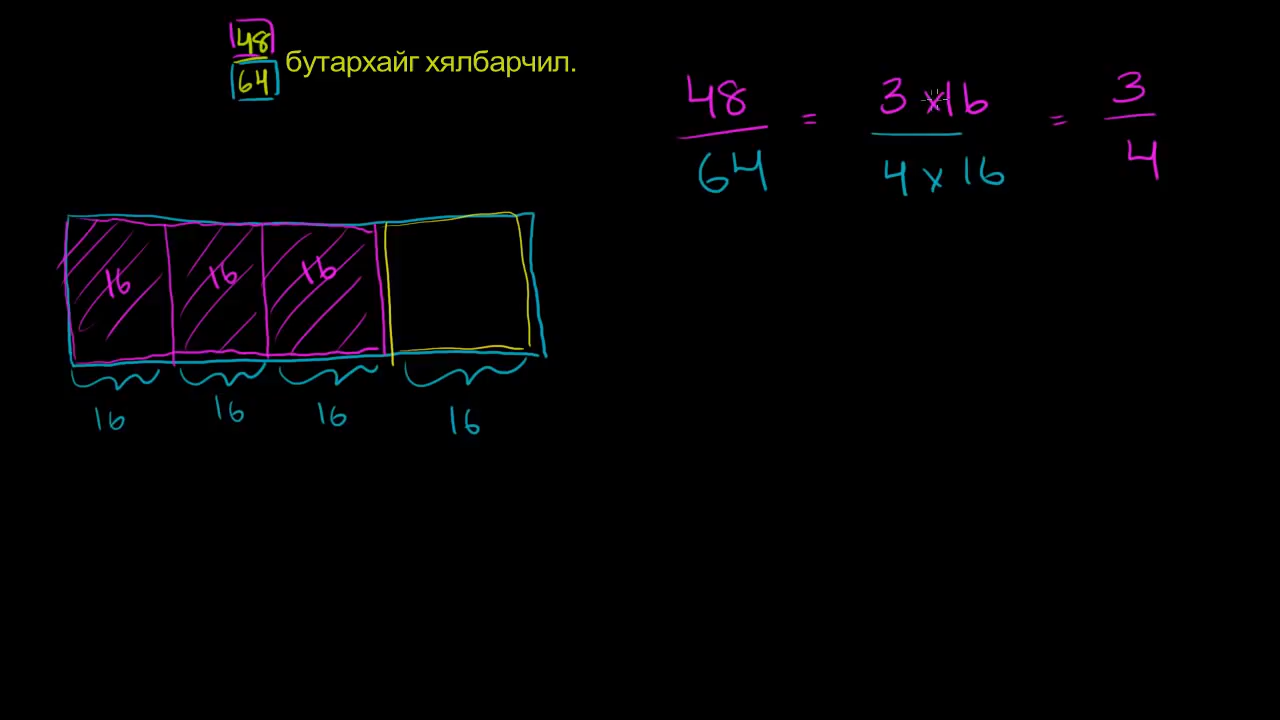 48
64 бутархайг хялбарчил.
48 = 3 x 16 = 3
64 4 x 16 4
16 16 16
16 16 16 16